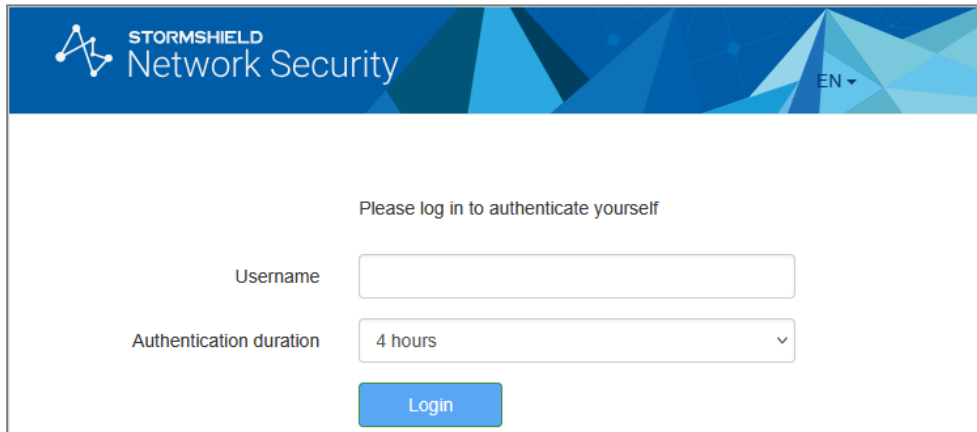 STORMSHIELD
Network Security
EN
Please log in to authenticate yourself
Username
Authentication duration
4 hours
Login